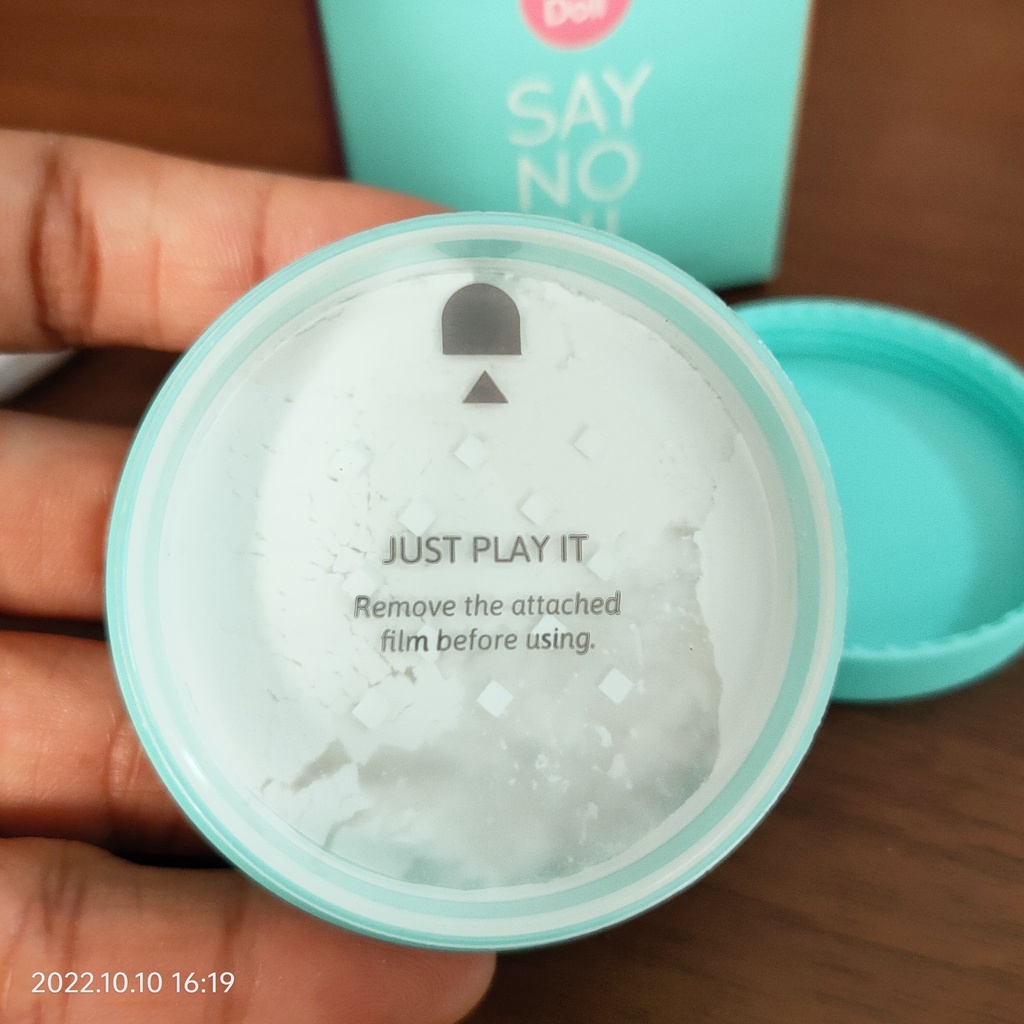 Doll
SAY
NO
JUST PLAY IT
Remove the attached
film before using.
2022.10.10 16:19